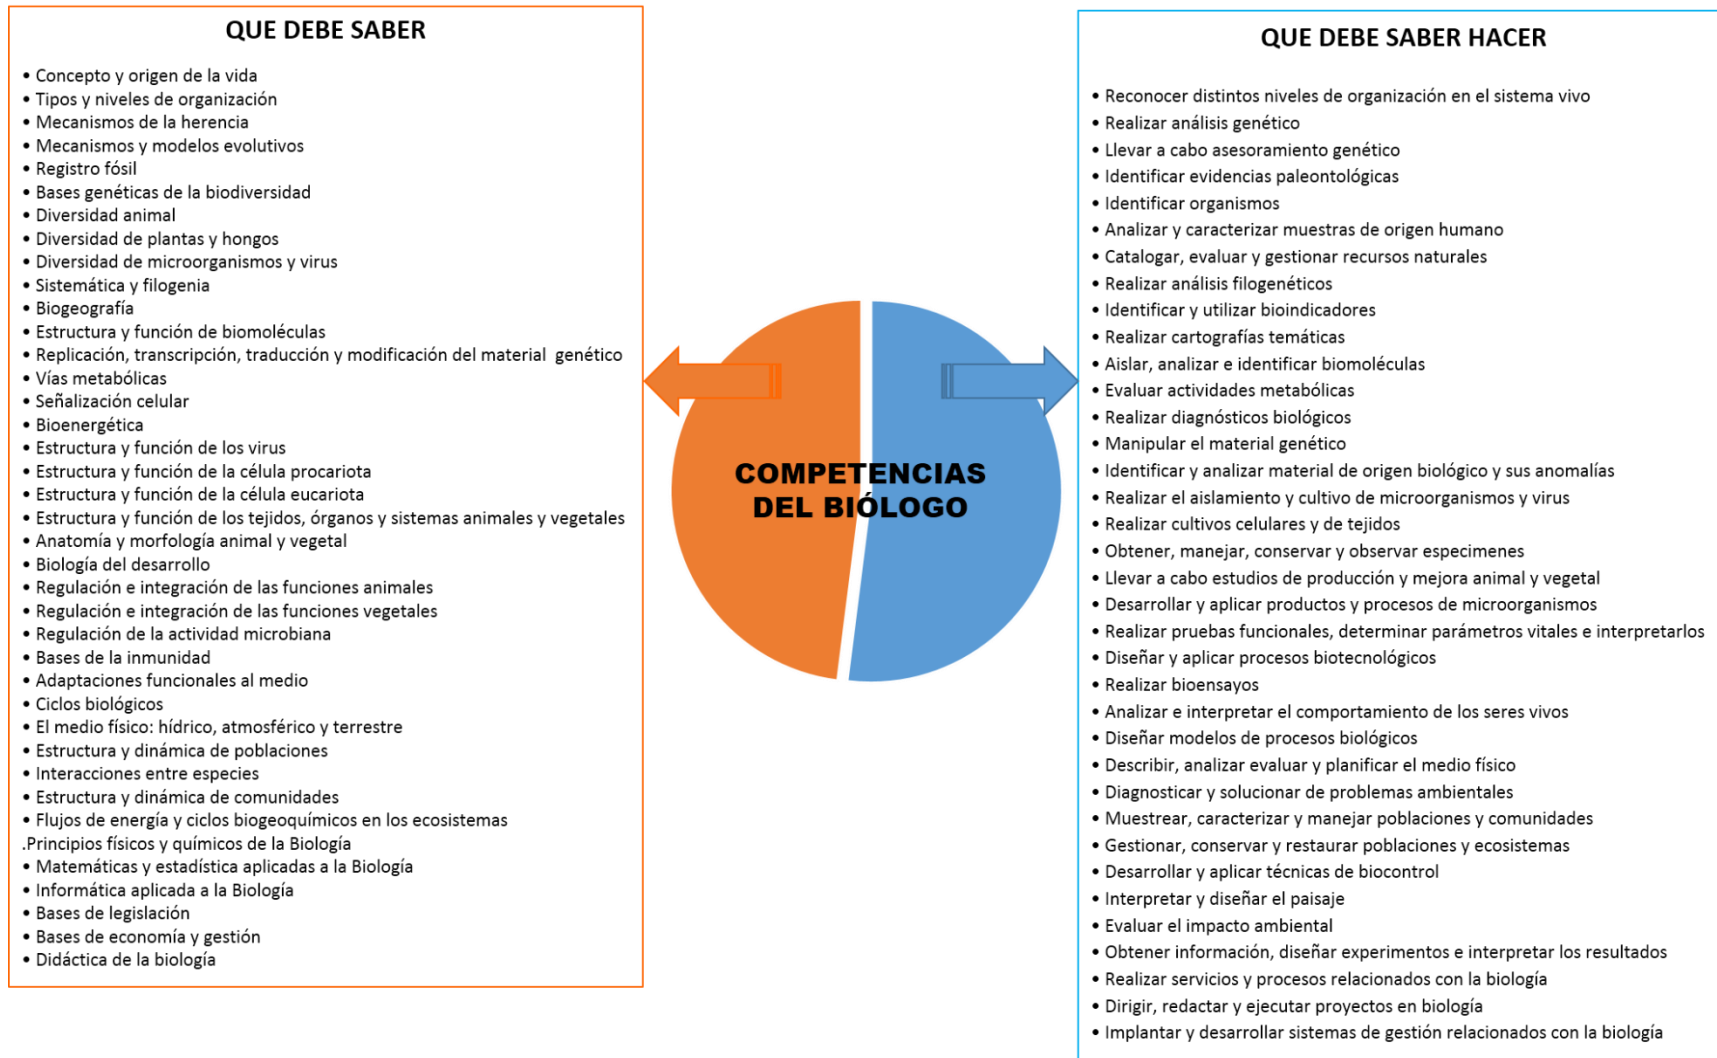 QUE DEBE SABER
• Concepto y origen de la vida
• Tipos y niveles de organización
• Mecanismos de la herencia
• Mecanismos y modelos evolutivos
• Registro fósil
• Bases genéticas de la biodiversidad
• Diversidad animal
• Diversidad de plantas y hongos
• Diversidad de microorganismos y virus
• Sistemática y filogenia
• Biogeografía
• Estructura y función de biomoléculas
• Replicación, transcripción, traducción y modificación del material genético
• Vías metabólicas
• Señalización celular
• Bioenergética
• Estructura y función de los virus
• Estructura y función de la célula procariota
• Estructura y función de la célula eucariota
• Estructura y función de los tejidos, órganos y sistemas animales y vegetales
• Anatomía y morfología animal y vegetal
• Biología del desarrollo
• Regulación e integración de las funciones animales
• Regulación e integración de las funciones vegetales
• Regulación de la actividad microbiana
• Bases de la inmunidad
• Adaptaciones funcionales al medio
• Ciclos biológicos
• El medio físico: hídrico, atmosférico y terrestre
• Estructura y dinámica de poblaciones
• Interacciones entre especies
• Estructura y dinámica de comunidades
• Flujos de energía y ciclos biogeoquímicos en los ecosistemas
.Principios físicos y químicos de la Biología
• Matemáticas y estadística aplicadas a la Biología
• Informática aplicada a la Biología
• Bases de legislación
• Bases de economía y gestión
• Didáctica de la biología
COMPETENCIAS
DEL BIÓLOGO
QUE DEBE SABER HACER
• Reconocer distintos niveles de organización en el sistema vivo
• Realizar análisis genético
• Llevar a cabo asesoramiento genético
• Identificar evidencias paleontológicas
• Identificar organismos
• Analizar y caracterizar muestras de origen humano
• Catalogar, evaluar y gestionar recursos naturales
• Realizar análisis filogenéticos
• Identificar y utilizar bioindicadores
• Realizar cartografías temáticas
• Aislar, analizar e identificar biomoléculas
• Evaluar actividades metabólicas
• Realizar diagnósticos biológicos
• Manipular el material genético
• Identificar y analizar material de origen biológico y sus anomalías
• Realizar el aislamiento y cultivo de microorganismos y virus
• Realizar cultivos celulares y de tejidos
• Obtener, manejar, conservar y observar especimenes
• Llevar a cabo estudios de producción y mejora animal y vegetal
• Desarrollar y aplicar productos y procesos de microorganismos
• Realizar pruebas funcionales, determinar parámetros vitales e interpretarlos
• Diseñar y aplicar procesos biotecnológicos
• Realizar bioensayos
• Analizar e interpretar el comportamiento de los seres vivos
• Diseñar modelos de procesos biológicos
• Describir, analizar evaluar y planificar el medio físico
• Diagnosticar y solucionar de problemas ambientales
• Muestrear, caracterizar y manejar poblaciones y comunidades
• Gestionar, conservar y restaurar poblaciones y ecosistemas
• Desarrollar y aplicar técnicas de biocontrol
• Interpretar y diseñar el paisaje
• Evaluar el impacto ambiental
• Obtener información, diseñar experimentos e interpretar los resultados
• Realizar servicios y procesos relacionados con la biología
• Dirigir, redactar y ejecutar proyectos en biología
• Implantar y desarrollar sistemas de gestión relacionados con la biología